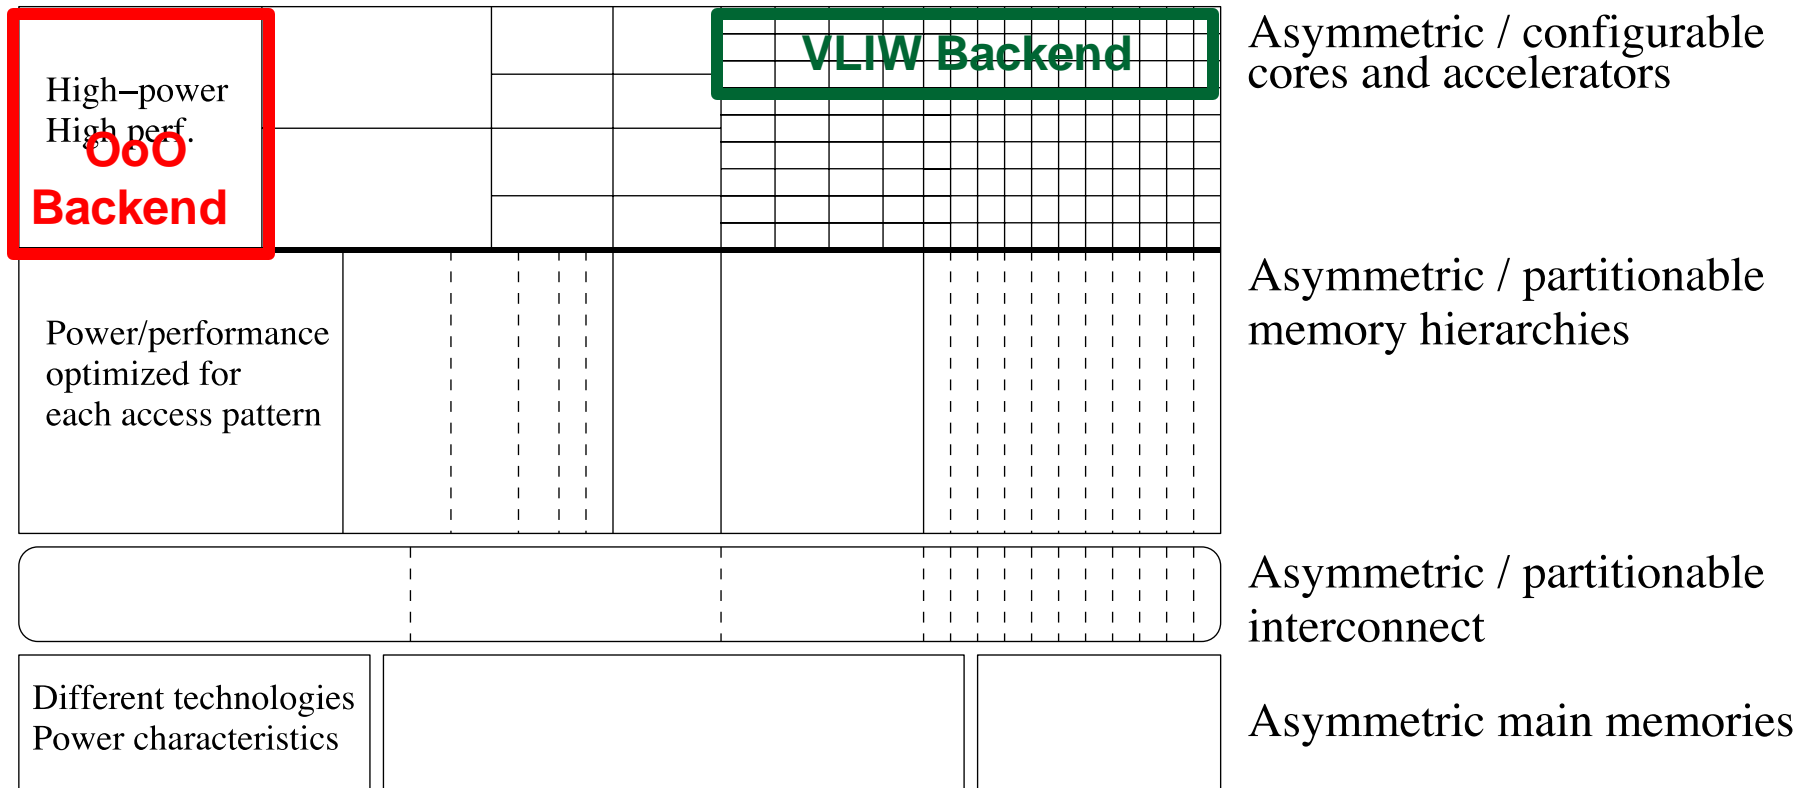 High−power
High perf.
OoO
Backend
VLIW Backend
Asymmetric / configurable
cores and accelerators
Power/performance
optimized for
each access pattern
Asymmetric / partitionable
memory hierarchies
Asymmetric / partitionable
interconnect
Different technologies
Power characteristics
Asymmetric main memories